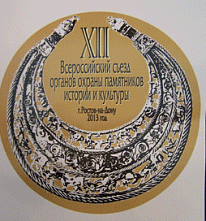 XII
Всероссийский съезд
органов охраны памятников
истории и культуры
г.Ростов-на-Дону
2013 год